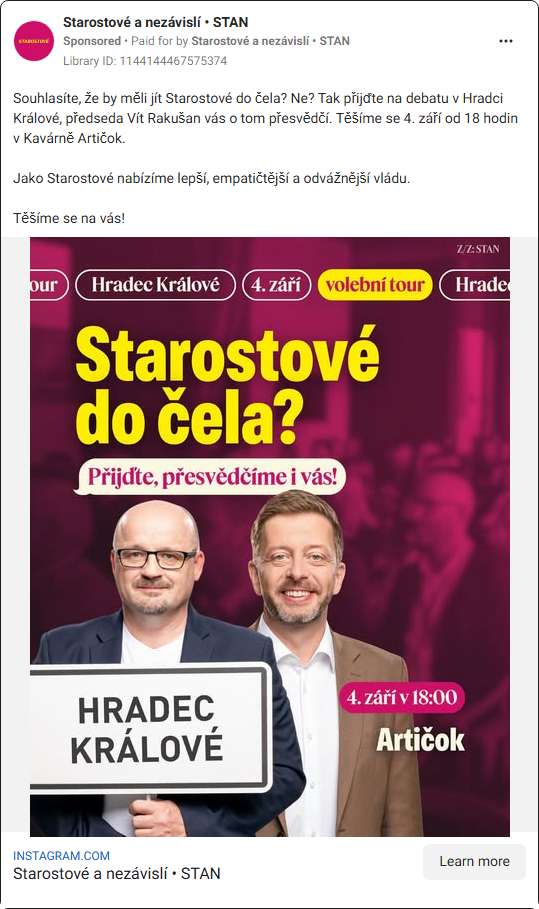 Starostové a nezávislí • STAN
Sponsored • Paid for by Starostové a nezávislí • STAN
Library ID: 1144144467575374
STAROSTOVÉ
Souhlasíte, že by měli jít Starostové do čela? Ne? Tak přijďte na debatu v Hradci
Králové, předseda Vít Rakušan vás o tom přesvědčí. Těšíme se 4. září od 18 hodin
v Kavárně Artičok.
Jako Starostové nabízíme lepší, empatičtější a odvážnější vládu.
Těšíme se na vás!
Z/Z: STAN
our Hradec Králové 4. září volební tour Hradec
Starostové
do čela?
Přijďte, přesvědčíme i vás!
HRADEC
KRÁLOVÉ
4. září v 18:00
Artičok
INSTAGRAM.COM
Starostové a nezávislí • STAN
Learn more